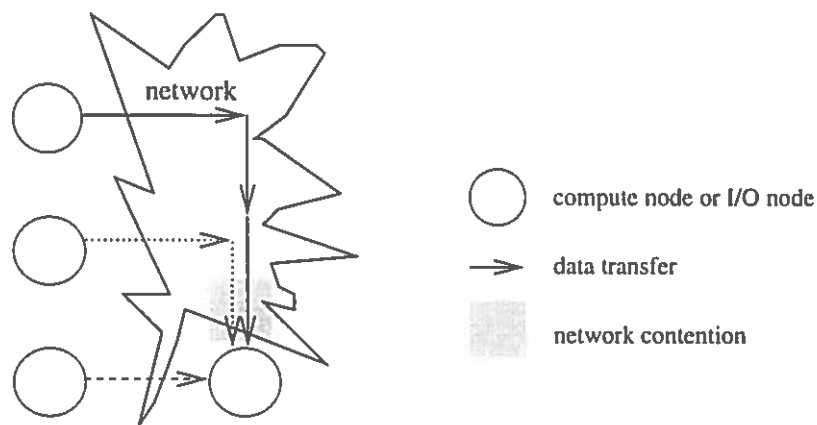 network
compute node or I/O node
data transfer
network contention